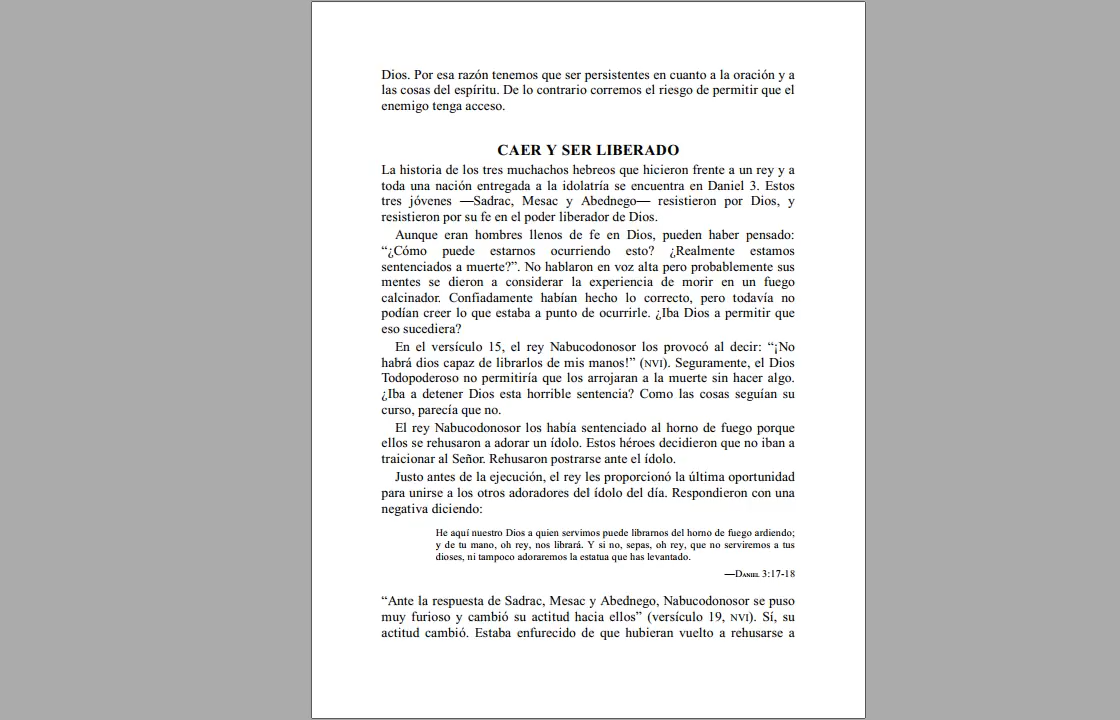 Dios. Por esa razón tenemos que ser persistentes en cuanto a la oración y a
las cosas del espíritu. De lo contrario corremos el riesgo de permitir que el
enemigo tenga acceso.
CAER Y SER LIBERADO
La historia de los tres muchachos hebreos que hicieron frente a un rey y a
toda una nación entregada a la idolatría se encuentra en Daniel 3. Estos
tres jóvenes —Sadrac, Mesac y Abednego— resistieron por Dios, y
resistieron por su fe en el poder liberador de Dios.
Aunque eran hombres llenos de fe en Dios, pueden haber pensado:
“¿Cómo puede estarnos ocurriendo esto? ¿Realmente estamos
sentenciados a muerte?”. No hablaron en voz alta pero probablemente sus
mentes se dieron a considerar la experiencia de morir en un fuego
calcinador. Confiadamente habían hecho lo correcto, pero todavía no
podían creer lo que estaba a punto de ocurrirle. ¿Iba Dios a permitir que
eso sucediera?
En el versículo 15, el rey Nabucodonosor los provocó al decir: “¡No
habrá dios capaz de librarlos de mis manos!” (NVI). Seguramente, el Dios
Todopoderoso no permitiría que los arrojaran a la muerte sin hacer algo.
¿Iba a detener Dios esta horrible sentencia? Como las cosas seguían su
curso, parecía que no.
El rey Nabucodonosor los había sentenciado al horno de fuego porque
ellos se rehusaron a adorar un ídolo. Estos héroes decidieron que no iban a
traicionar al Señor. Rehusaron postrarse ante el ídolo.
Justo antes de la ejecución, el rey les proporcionó la última oportunidad
para unirse a los otros adoradores del ídolo del día. Respondieron con una
negativa diciendo:
He aquí nuestro Dios a quien servimos puede librarnos del horno de fuego ardiendo;
y de tu mano, oh rey, nos librará. Y si no, sepas, oh rey, que no serviremos a tus
dioses, ni tampoco adoraremos la estatua que has levantado.
—DANIEL 3:17-18
“Ante la respuesta de Sadrac, Mesac y Abednego, Nabucodonosor se puso
muy furioso y cambió su actitud hacia ellos” (versículo 19, NVI). Sí, su
actitud cambió. Estaba enfurecido de que hubieran vuelto a rehusarse a